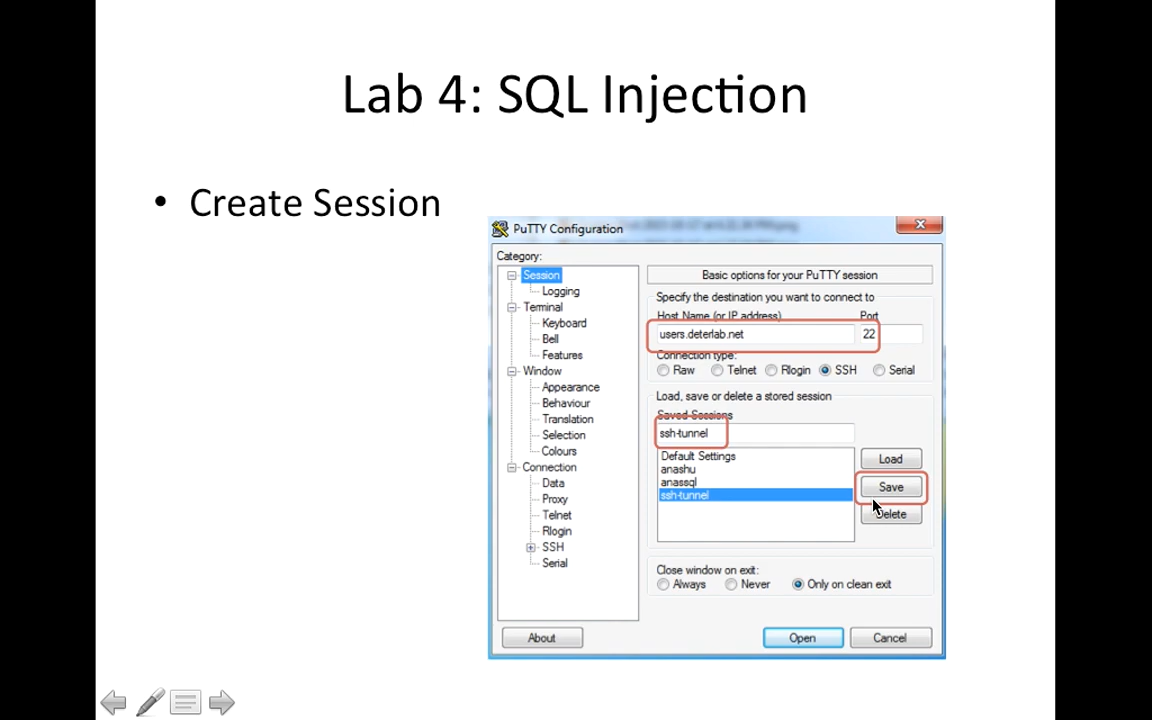 Lab 4: SQL Injection
• Create Session
PuTTY Configuration
Category:
Session
Logging
Terminal
Keyboard
Bell
Features
Window
Appearance
Behaviour
Translation
Selection
Colours
Connection
Data
Proxy
Telnet
Rlogin
SSH
Serial
Basic options for your PuTTY session
Specify the destination you want to connect to
Host Name (or IP address) Port
users.deterlab.net 22
Connection type:
Raw Telnet Rlogin SSH Serial
Load, save or delete a stored session
Saved Sessions
ssh-tunnel
Default Settings
anashu
anassql
ssh-tunnel
Load
Save
Delete
Close window on exit:
Always Never Only on clean exit
About Open Cancel